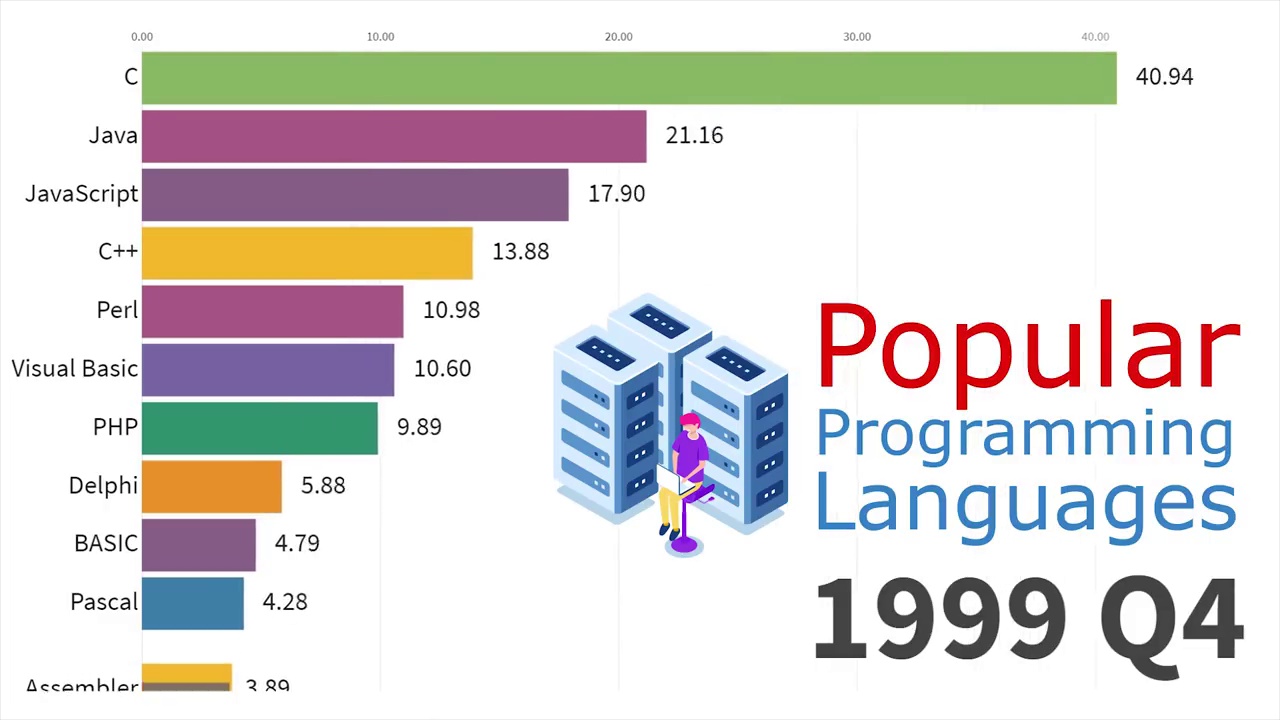 0.00 10.00 20.00 30.00 40.00
C 40.94
Java 21.16
JavaScript 17.90
C++ 13.88
Perl 10.98
Visual Basic 10.60
PHP 9.89
Delphi 5.88
BASIC 4.79
Pascal 4.28
Assembler 3.89
Popular
Programming
Languages
1999 Q4